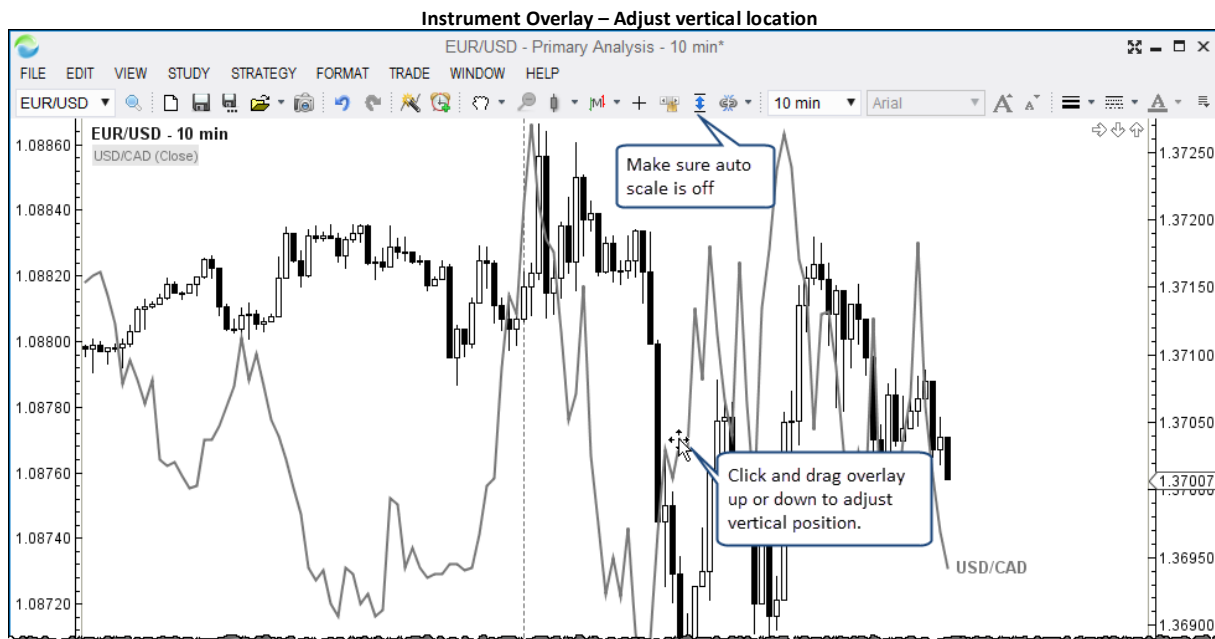 Instrument Overlay – Adjust vertical location
EUR/USD - Primary Analysis - 10 min*
FILE EDIT VIEW STUDY STRATEGY FORMAT TRADE WINDOW HELP
EUR/USD 10 min Arial A A A
EUR/USD - 10 min
USD/CAD (Close)
Make sure auto
scale is off
Click and drag overlay
up or down to adjust
vertical position.
USD/CAD
1.08860
1.08840
1.08820
1.08800
1.08780
1.08760
1.08740
1.08720
1.37250
1.37200
1.37150
1.37100
1.37050
1.37007
1.37000
1.36950
1.36900